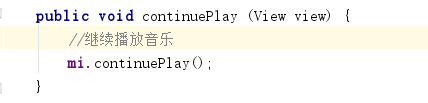 public void continuePlay (View view) {
//继续播放音乐
mi.continuePlay();
}